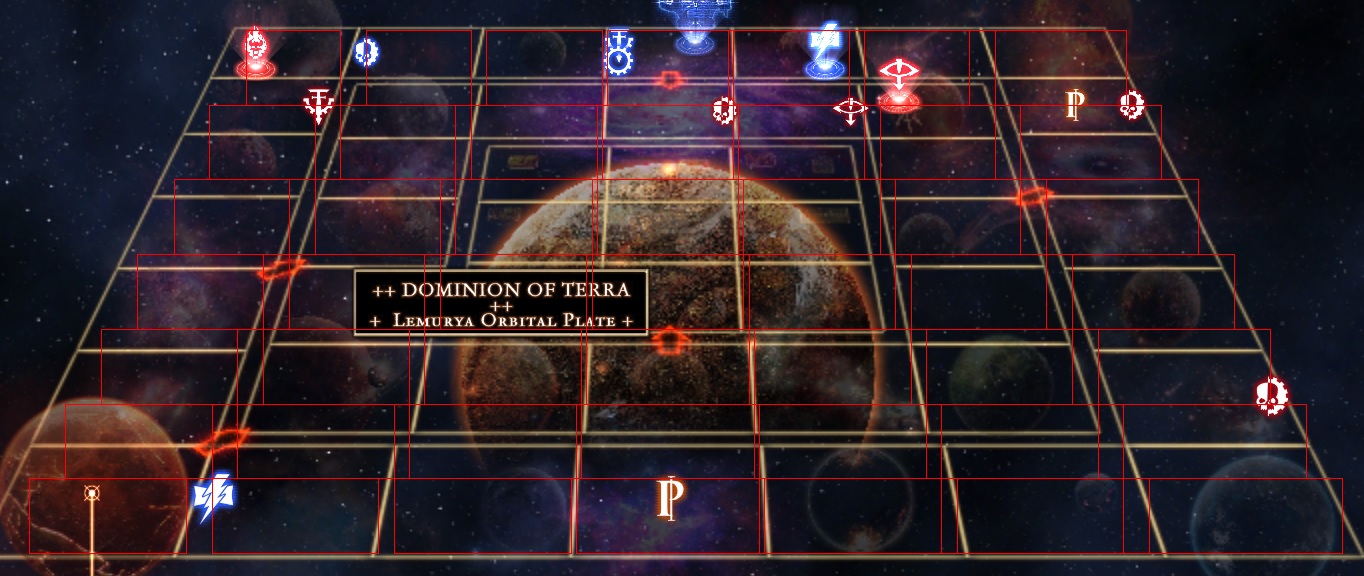 ++ DOMINION OF TERRA
++
+ LEMURYA ORBITAL PLATE +